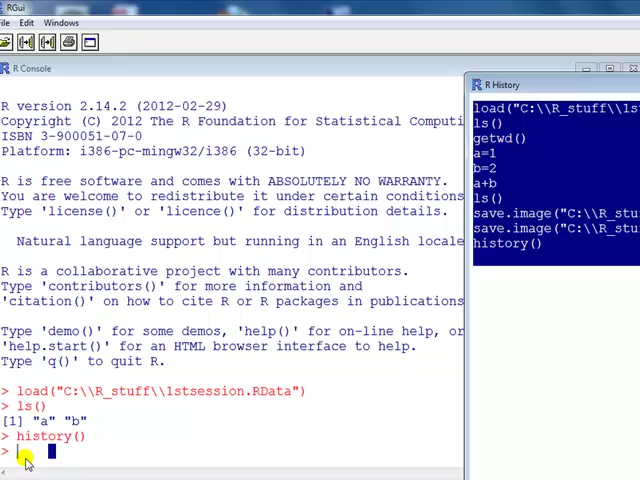 RGui
File Edit Windows
R Console
R version 2.14.2 (2012-02-29)
Copyright (C) 2012 The R Foundation for Statistical Computi
ISBN 3-900051-07-0
Platform: i386-pc-mingw32/i386 (32-bit)
R is free software and comes with ABSOLUTELY NO WARRANTY.
You are welcome to redistribute it under certain conditions
Type 'license()' or 'licence()' for distribution details.
Natural language support but running in an English locale
R is a collaborative project with many contributors.
Type 'contributors()' for more information and
'citation()' on how to cite R or R packages in publications
Type 'demo()' for some demos, 'help()' for on-line help, or
'help.start()' for an HTML browser interface to help.
Type 'q()' to quit R.
> load("C:\\R_stuff\\1stsession.RData")
> ls()
[1] "a" "b"
> history()
>
R History
load("C:\\R_stuff\\1st
ls()
getwd()
a=1
b=2
a+b
ls()
save.image("C:\\R_stu
save.image("C:\\R_stu
history()